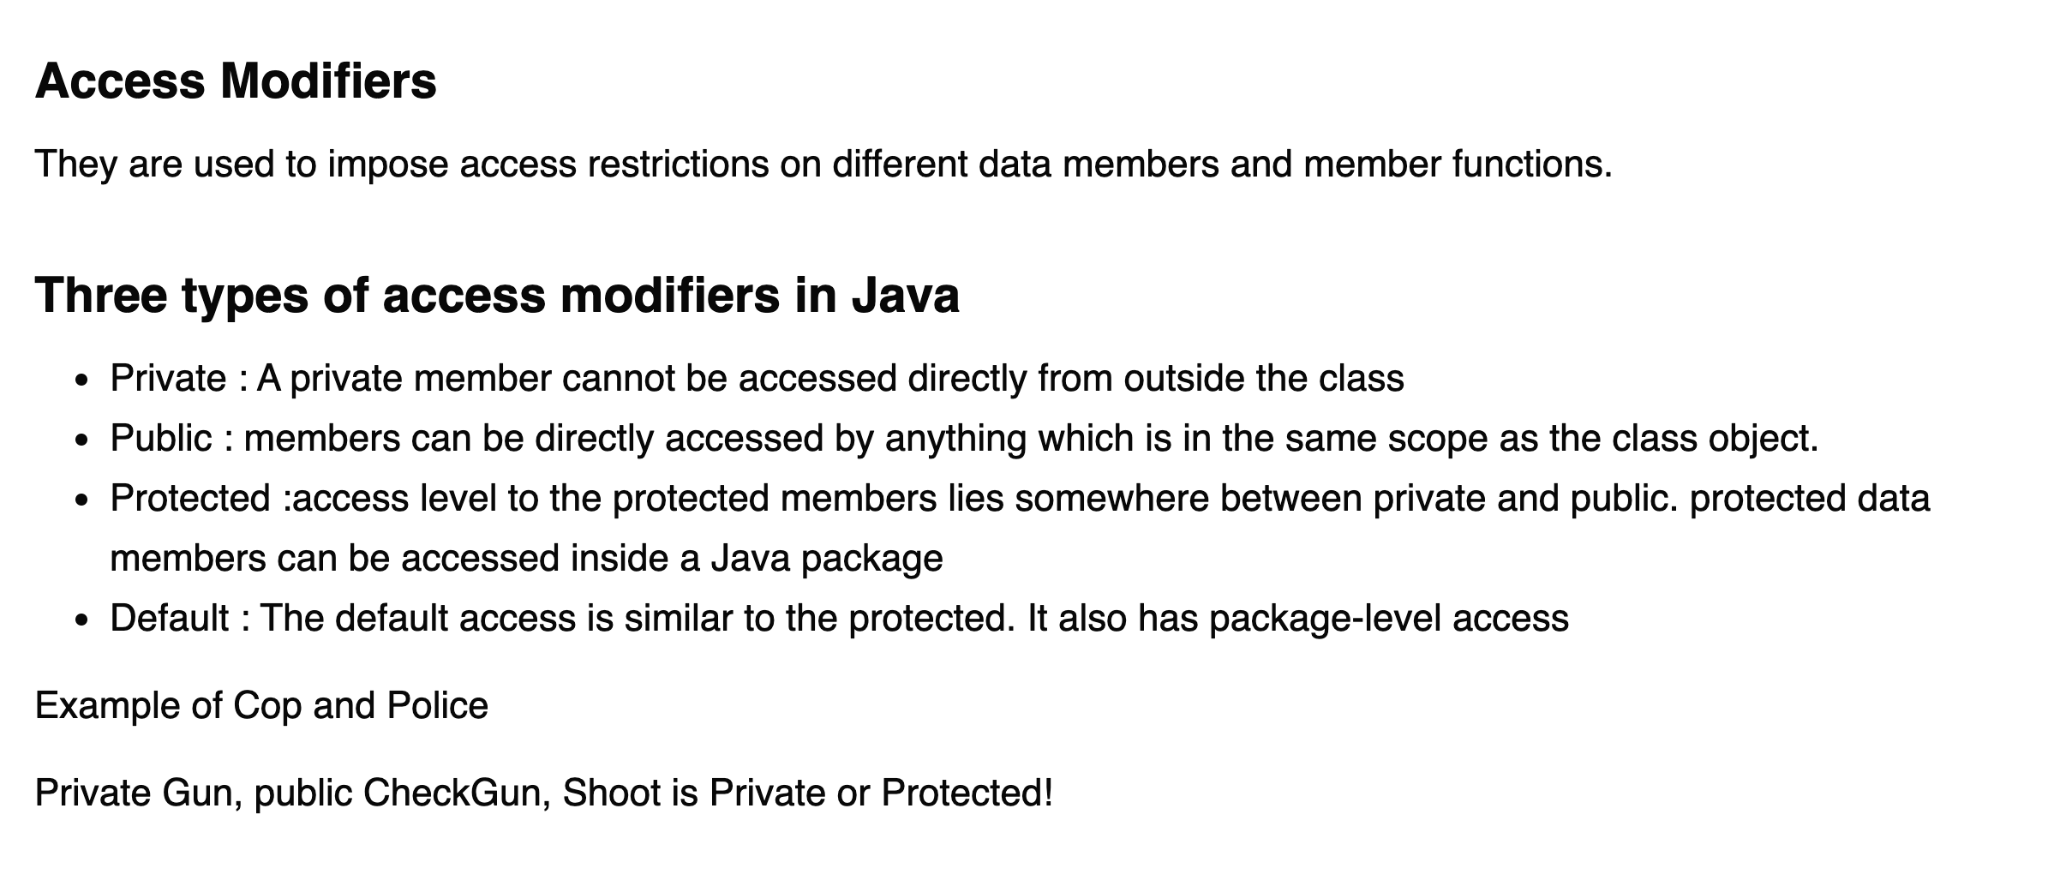 Access Modifiers
They are used to impose access restrictions on different data members and member functions.
Three types of access modifiers in Java
• Private : A private member cannot be accessed directly from outside the class
• Public : members can be directly accessed by anything which is in the same scope as the class object.
• Protected :access level to the protected members lies somewhere between private and public. protected data
members can be accessed inside a Java package
• Default : The default access is similar to the protected. It also has package-level access
Example of Cop and Police
Private Gun, public CheckGun, Shoot is Private or Protected!